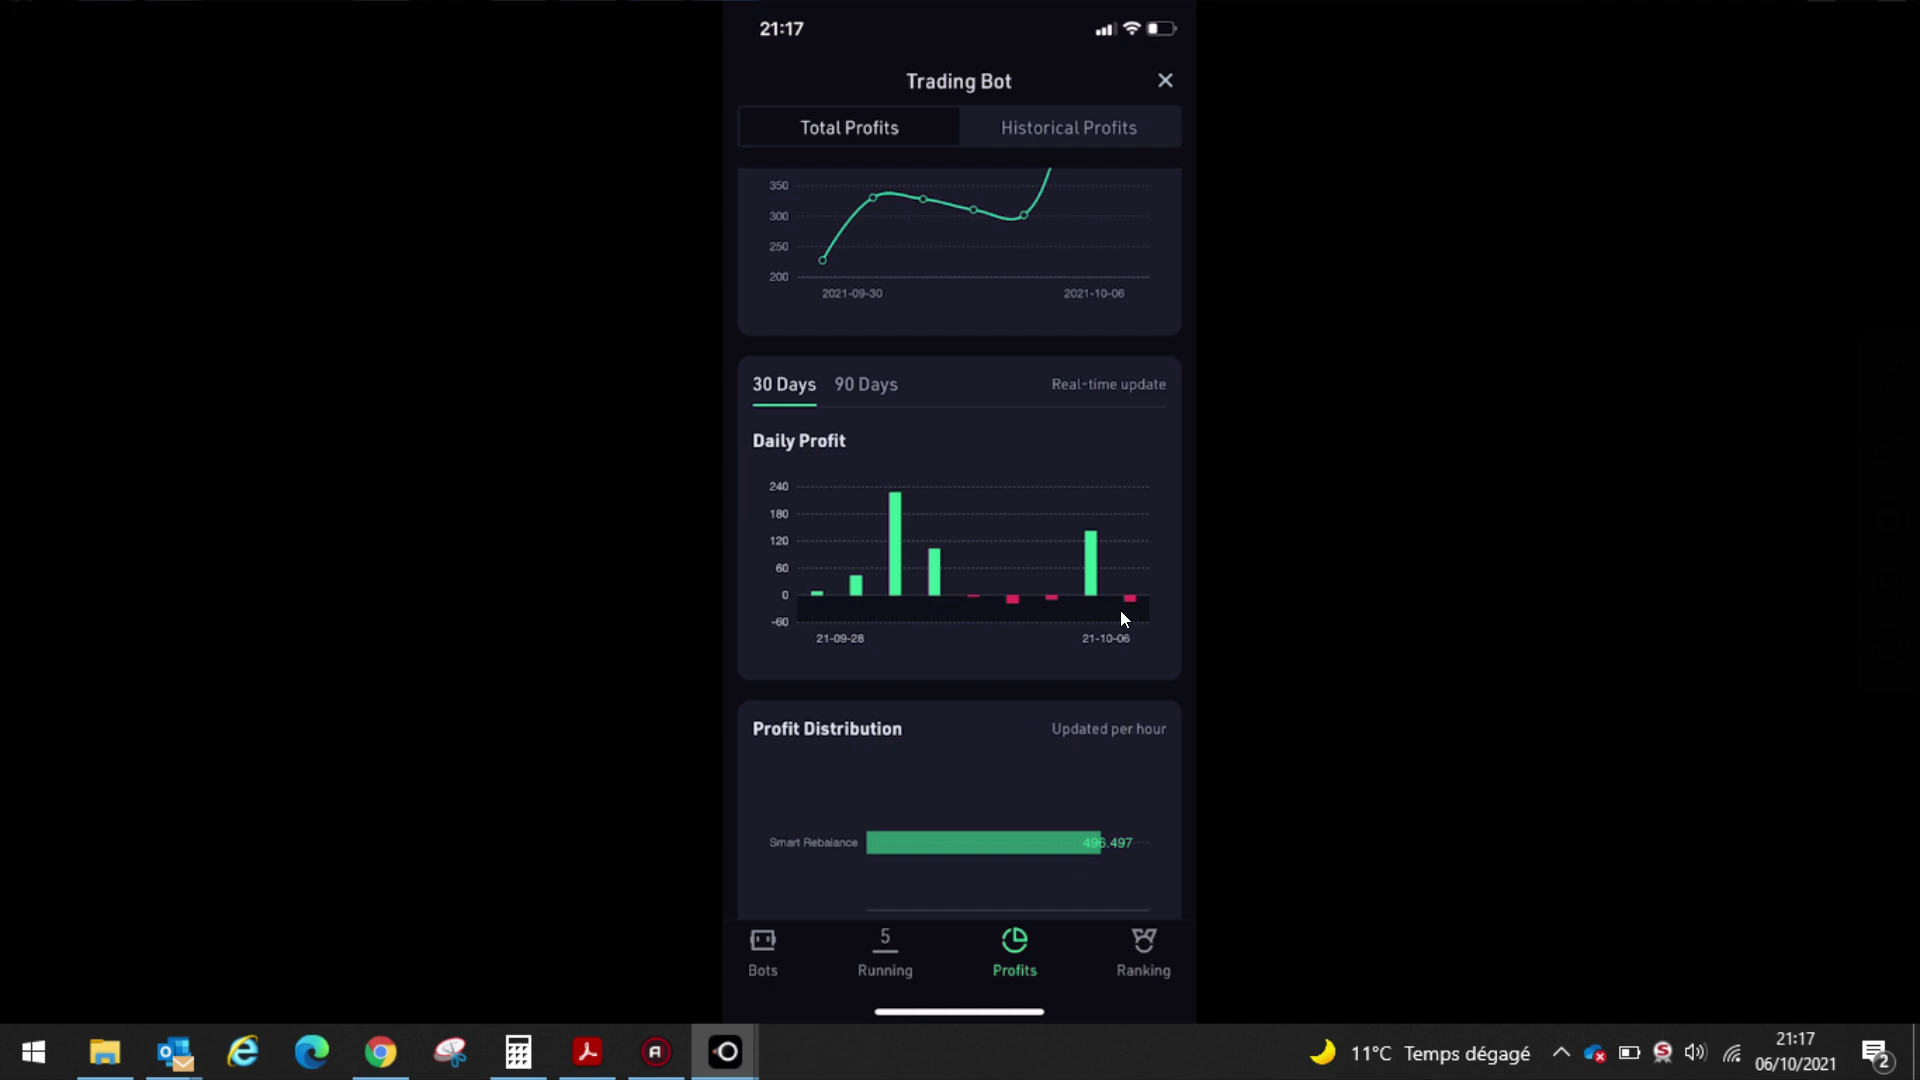 21:17
Trading Bot
Total Profits
Historical Profits
350
300
250
200
2021-09-30
2021-10-06
30 Days
90 Days
Real-time update
Daily Profit
240
180
120
60
0
-60
21-09-28
21-10-06
Profit Distribution
Updated per hour
Smart Rebalance
496.497
Bots
5
Running
Profits
Ranking
11°C Temps dégagé
21:17
06/10/2021
2